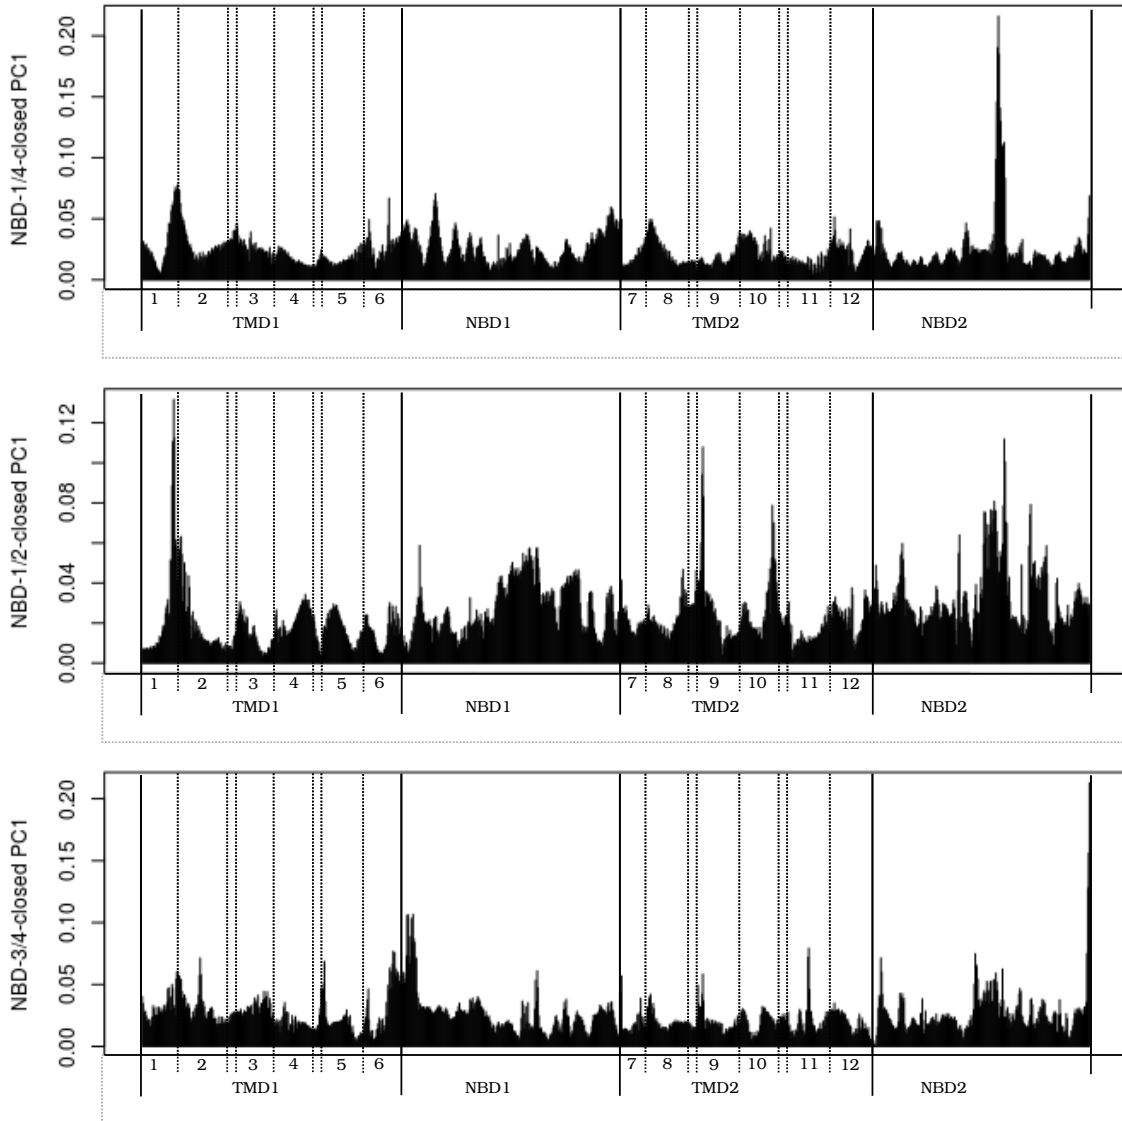 NBD-1/4-closed PC1
0.20
0.15
0.10
0.05
0.00
1 2 3 4 5 6 7 8 9 10 11 12
TMD1 NBD1 TMD2 NBD2
NBD-1/2-closed PC1
0.12
0.08
0.04
0.00
1 2 3 4 5 6 7 8 9 10 11 12
TMD1 NBD1 TMD2 NBD2
NBD-3/4-closed PC1
0.20
0.15
0.10
0.05
0.00
1 2 3 4 5 6 7 8 9 10 11 12
TMD1 NBD1 TMD2 NBD2